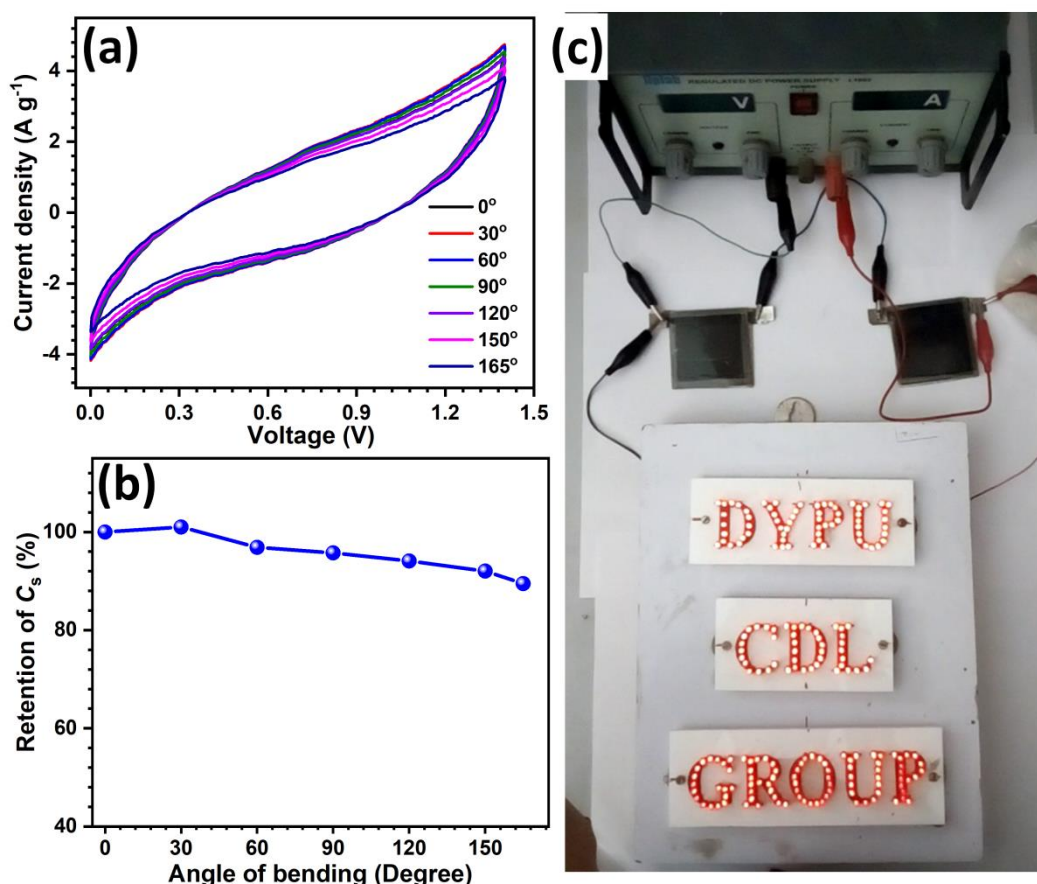 (a)
Current density (A g⁻¹)
4
2
0
-2
-4
0.0 0.3 0.6 0.9 1.2 1.5
Voltage (V)
0°
30°
60°
90°
120°
150°
165°
(b)
Retention of Cs (%)
100
80
60
40
0 30 60 90 120 150
Angle of bending (Degree)
(c)
REGULATED DC POWER SUPPLY
V
A
DYPU
CDL
GROUP